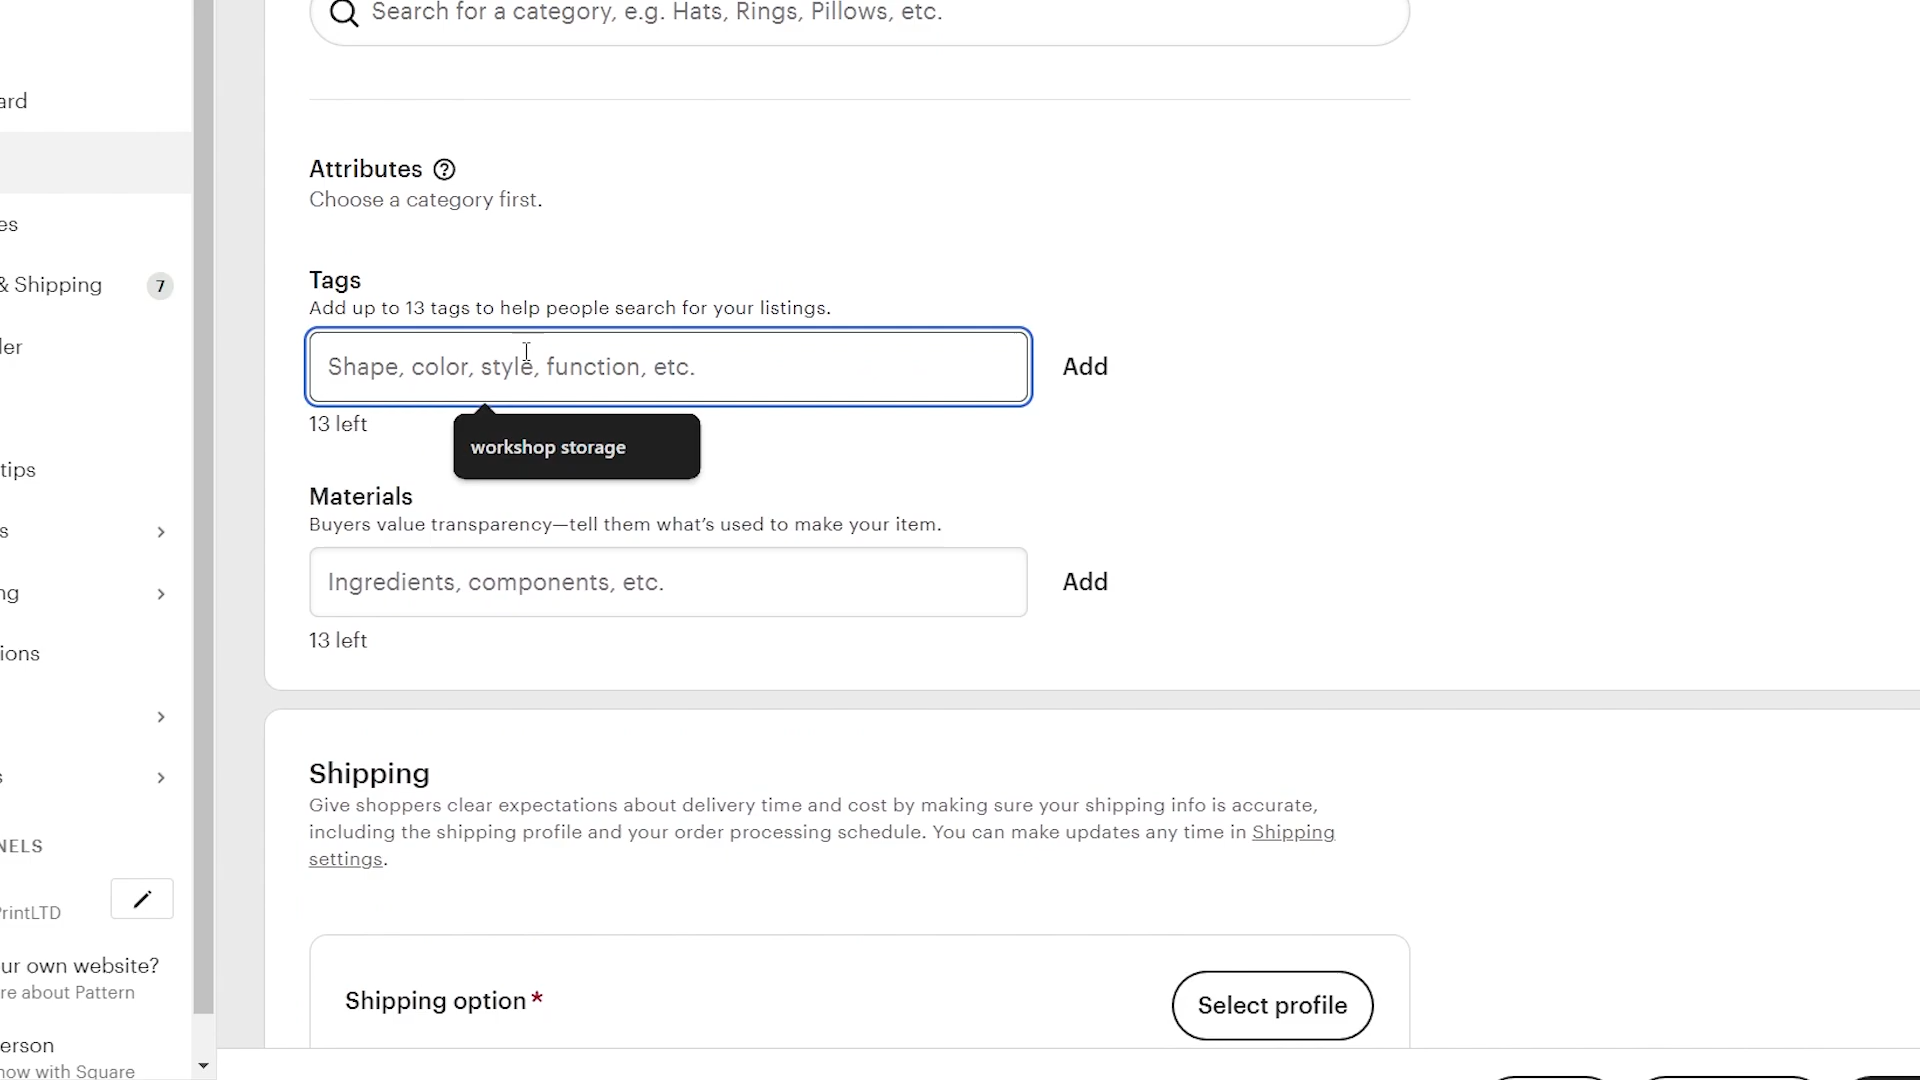 Search for a category, e.g. Hats, Rings, Pillows, etc.
ard
es
& Shipping 7
ler
tips
s
ng
ions
s
NELS
PrintLTD
ur own website?
re about Pattern
erson
now with Square
Attributes ?
Choose a category first.
Tags
Add up to 13 tags to help people search for your listings.
Shape, color, style, function, etc. Add
13 left
workshop storage
Materials
Buyers value transparency—tell them what's used to make your item.
Ingredients, components, etc. Add
13 left
Shipping
Give shoppers clear expectations about delivery time and cost by making sure your shipping info is accurate,
including the shipping profile and your order processing schedule. You can make updates any time in Shipping
settings.
Shipping option * Select profile